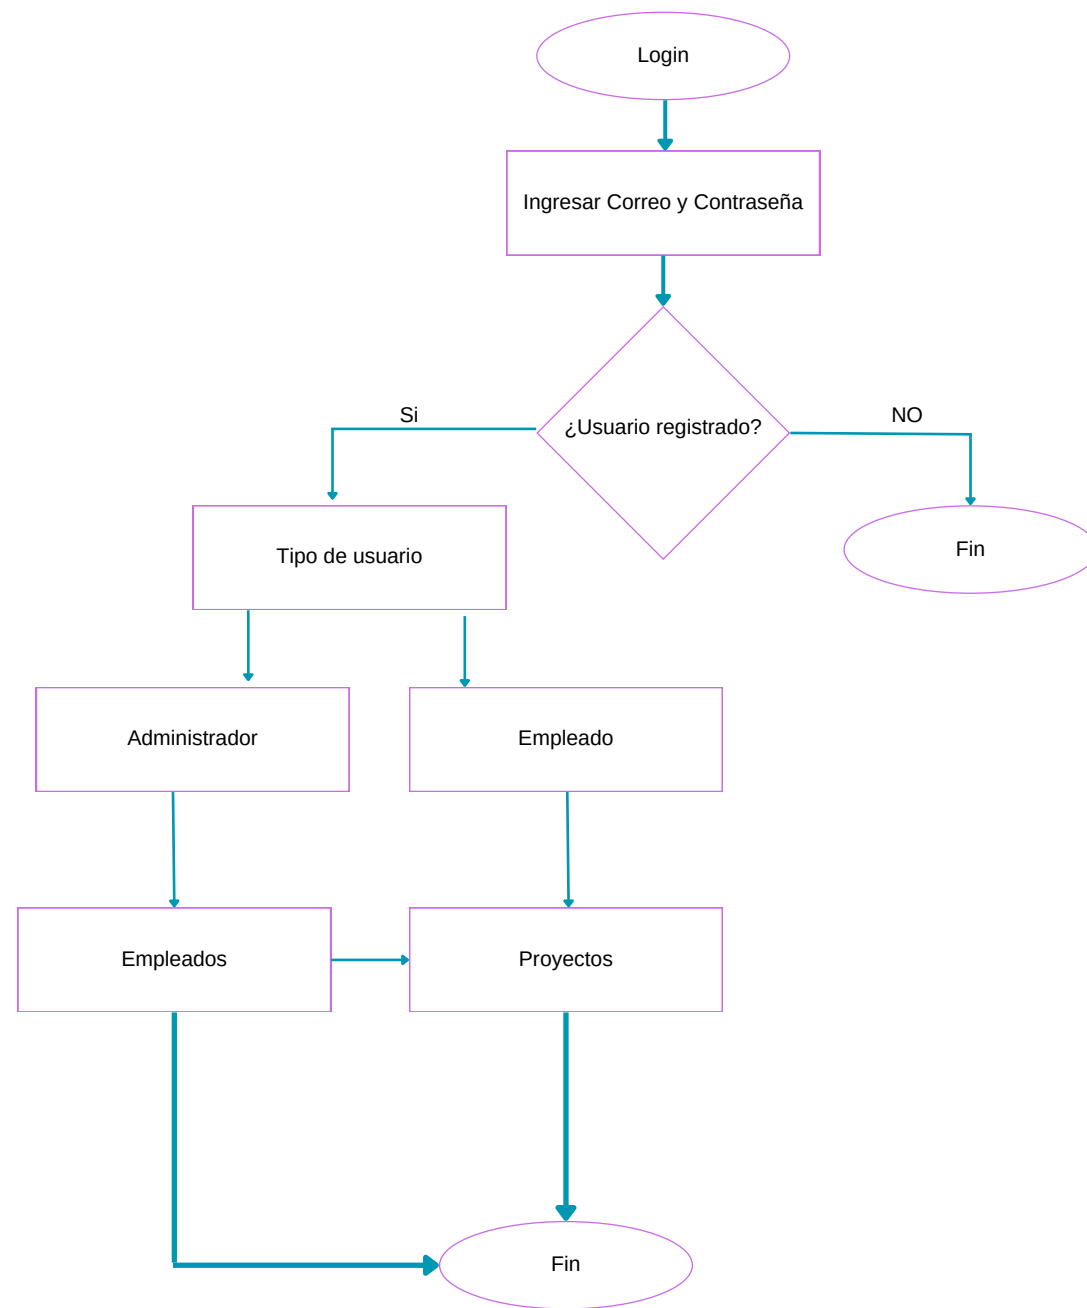 Login
Ingresar Correo y Contraseña
¿Usuario registrado?
Si
NO
Tipo de usuario
Fin
Administrador
Empleado
Empleados
Proyectos
Fin